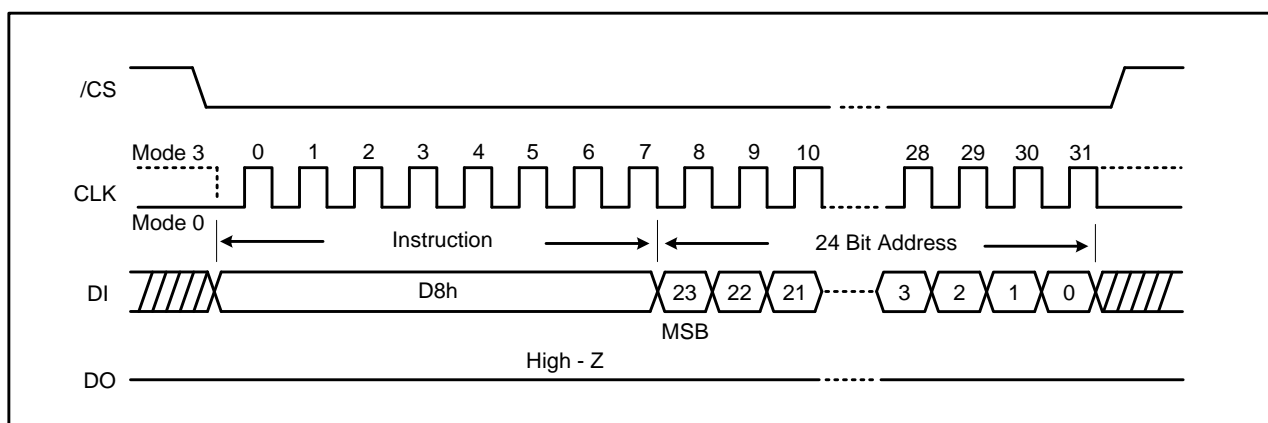 /CS
Mode 3 0 1 2 3 4 5 6 7 8 9 10 28 29 30 31
CLK
Mode 0
Instruction 24 Bit Address
DI D8h 23 22 21 3 2 1 0
MSB
High - Z
DO